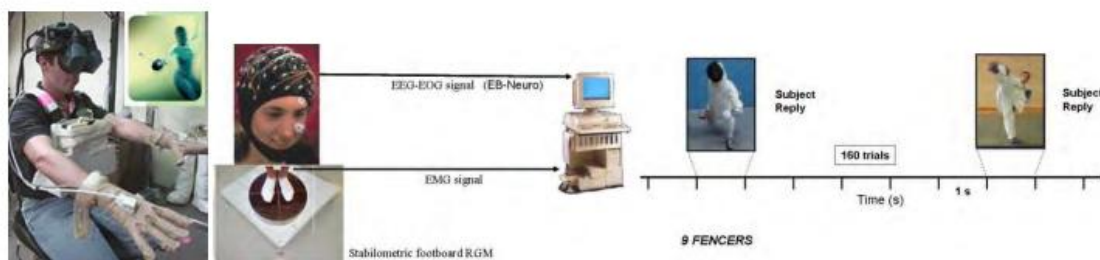 EEG-EOG signal (EB-Neuro)
EMG signal
Stabilometric footboard RGM
Subject
Reply
160 trials
Subject
Reply
1 s
Time (s)
9 FENCERS